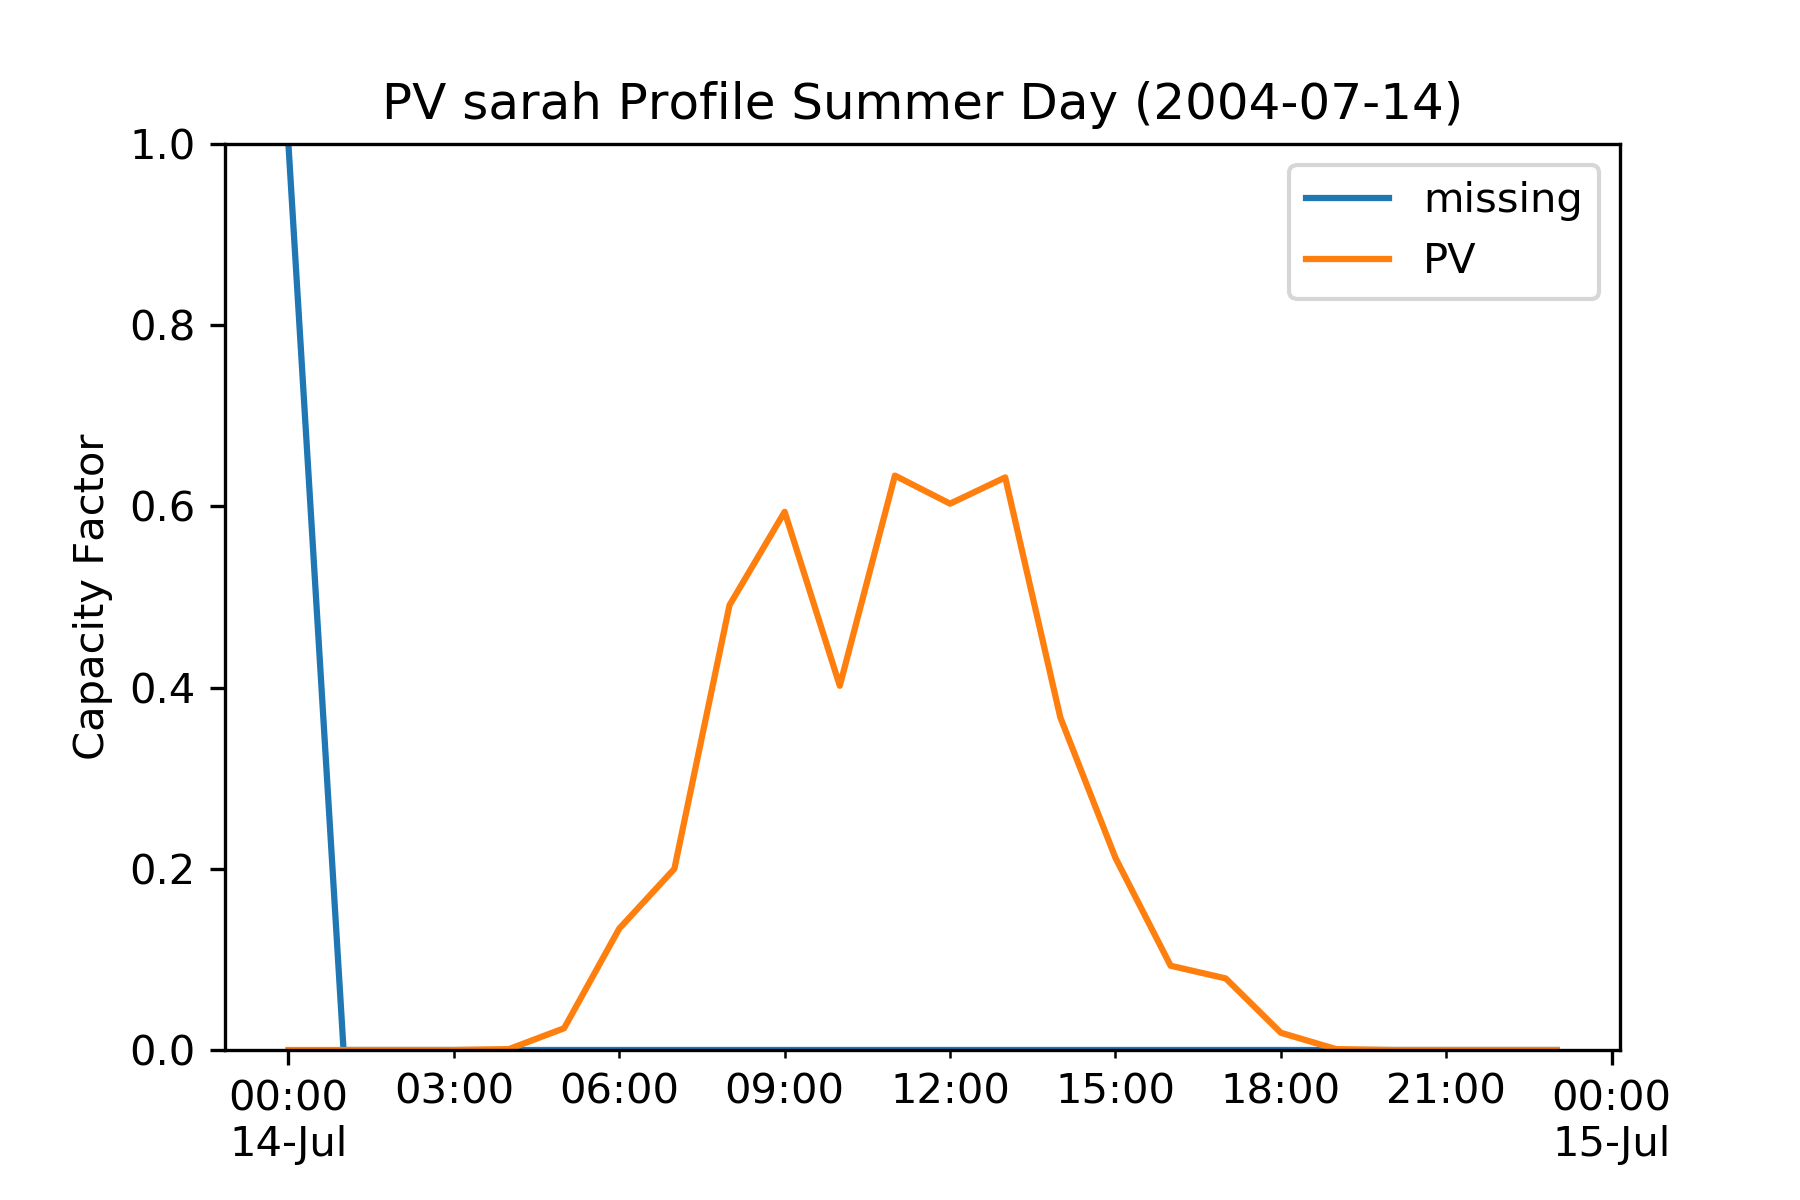 PV sarah Profile Summer Day (2004-07-14)
1.0
0.8
0.6
0.4
0.2
0.0
Capacity Factor
missing
PV
00:00 03:00 06:00 09:00 12:00 15:00 18:00 21:00 00:00
14-Jul 15-Jul